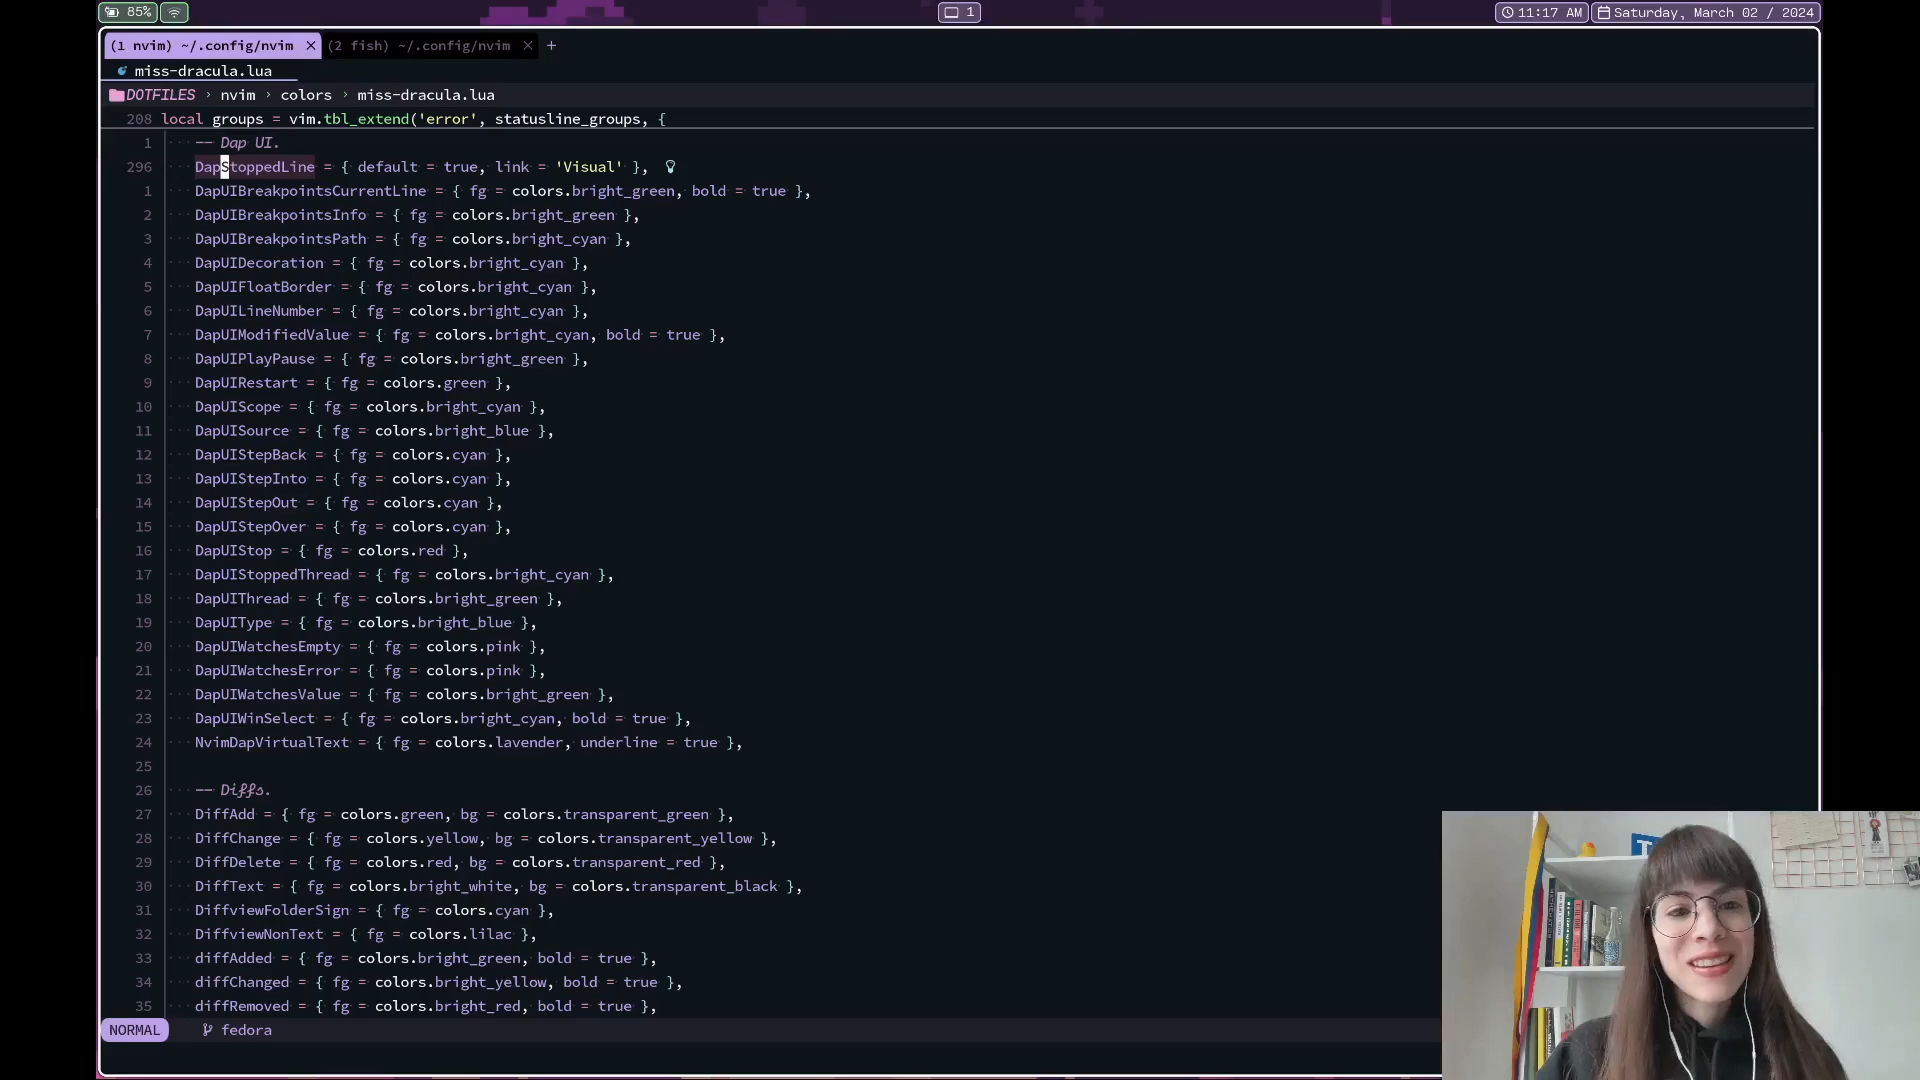 85%
1
11:17 AM
Saturday, March 02 / 2024
(1 nvim) ~/.config/nvim × (2 fish) ~/.config/nvim × +
miss-dracula.lua
DOTFILES › nvim › colors › miss-dracula.lua
208 local groups = vim.tbl_extend('error', statusline_groups, {
1 -- Dap UI.
296 DapStoppedLine = { default = true, link = 'Visual' },
1 DapUIBreakpointsCurrentLine = { fg = colors.bright_green, bold = true },
2 DapUIBreakpointsInfo = { fg = colors.bright_green },
3 DapUIBreakpointsPath = { fg = colors.bright_cyan },
4 DapUIDecoration = { fg = colors.bright_cyan },
5 DapUIFloatBorder = { fg = colors.bright_cyan },
6 DapUILineNumber = { fg = colors.bright_cyan },
7 DapUIModifiedValue = { fg = colors.bright_cyan, bold = true },
8 DapUIPlayPause = { fg = colors.bright_green },
9 DapUIRestart = { fg = colors.green },
10 DapUIScope = { fg = colors.bright_cyan },
11 DapUISource = { fg = colors.bright_blue },
12 DapUIStepBack = { fg = colors.cyan },
13 DapUIStepInto = { fg = colors.cyan },
14 DapUIStepOut = { fg = colors.cyan },
15 DapUIStepOver = { fg = colors.cyan },
16 DapUIStop = { fg = colors.red },
17 DapUIStoppedThread = { fg = colors.bright_cyan },
18 DapUIThread = { fg = colors.bright_green },
19 DapUIType = { fg = colors.bright_blue },
20 DapUIWatchesEmpty = { fg = colors.pink },
21 DapUIWatchesError = { fg = colors.pink },
22 DapUIWatchesValue = { fg = colors.bright_green },
23 DapUIWinSelect = { fg = colors.bright_cyan, bold = true },
24 NvimDapVirtualText = { fg = colors.lavender, underline = true },
25
26 -- Diffs.
27 DiffAdd = { fg = colors.green, bg = colors.transparent_green },
28 DiffChange = { fg = colors.yellow, bg = colors.transparent_yellow },
29 DiffDelete = { fg = colors.red, bg = colors.transparent_red },
30 DiffText = { fg = colors.bright_white, bg = colors.transparent_black },
31 DiffviewFolderSign = { fg = colors.cyan },
32 DiffviewNonText = { fg = colors.lilac },
33 diffAdded = { fg = colors.bright_green, bold = true },
34 diffChanged = { fg = colors.bright_yellow, bold = true },
35 diffRemoved = { fg = colors.bright_red, bold = true },
NORMAL fedora